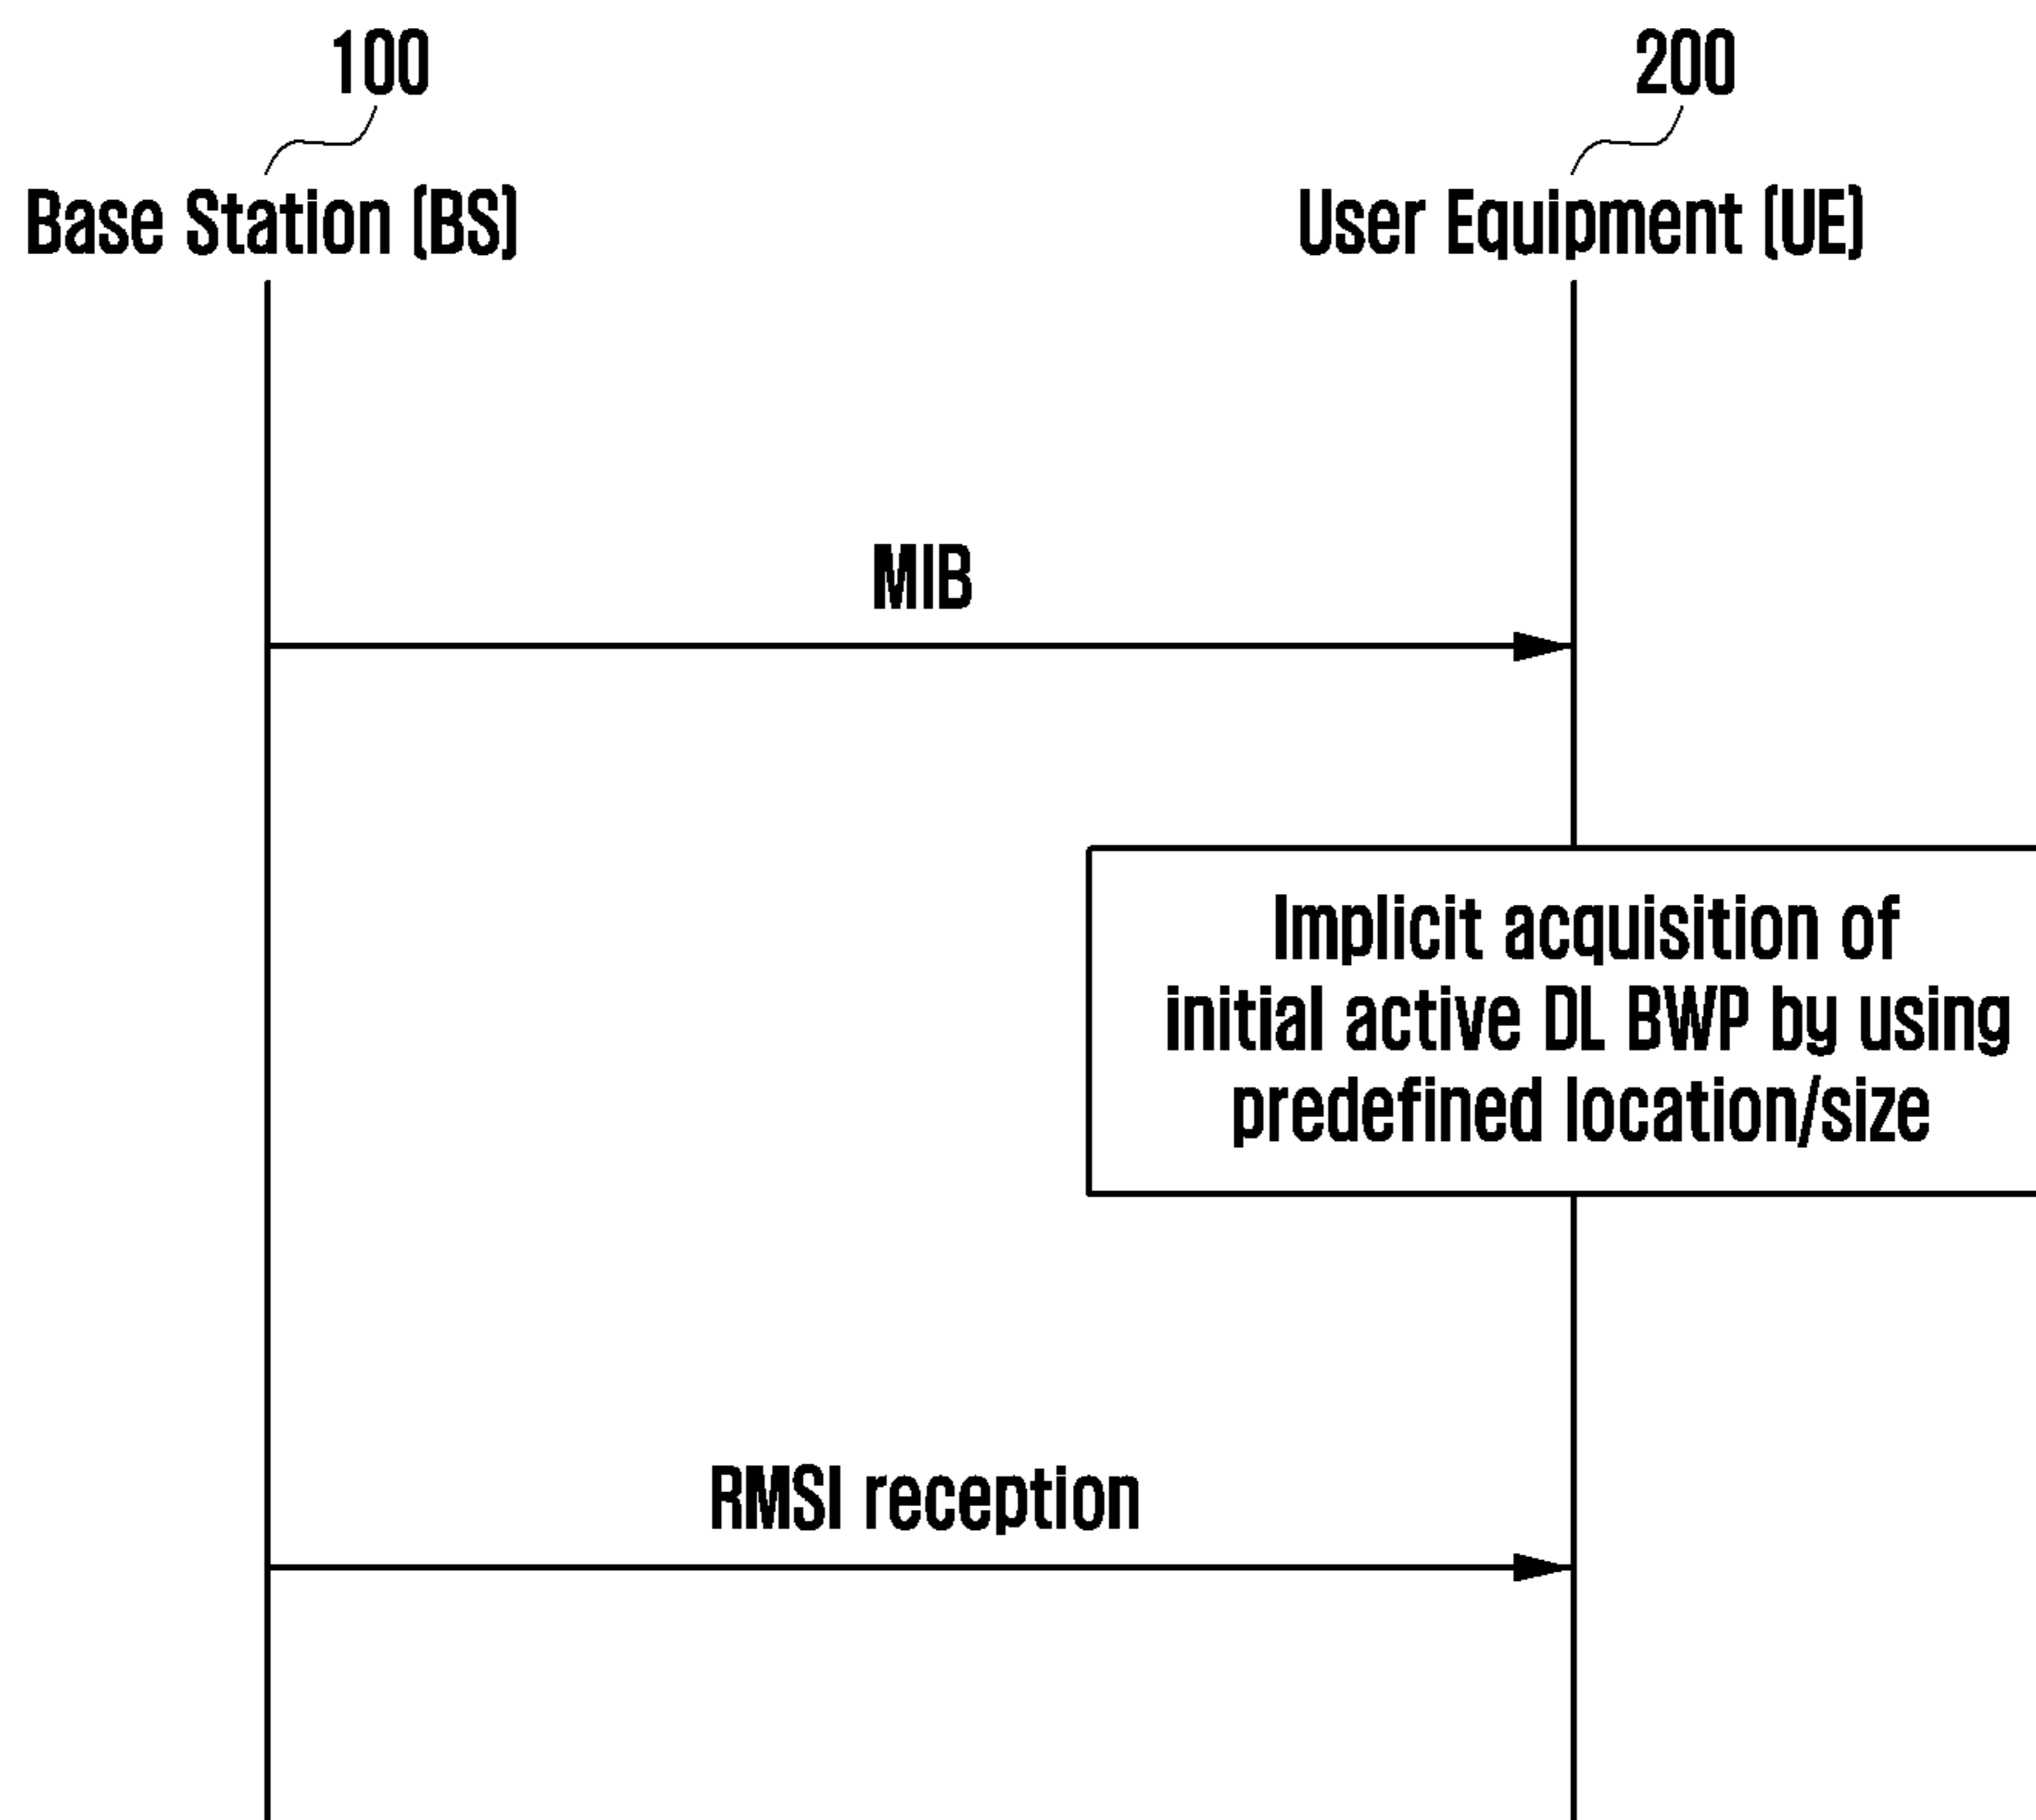 100
200
Base Station (BS)
User Equipment (UE)
MIB
Implicit acquisition of
initial active DL BWP by using
predefined location/size
RMSI reception